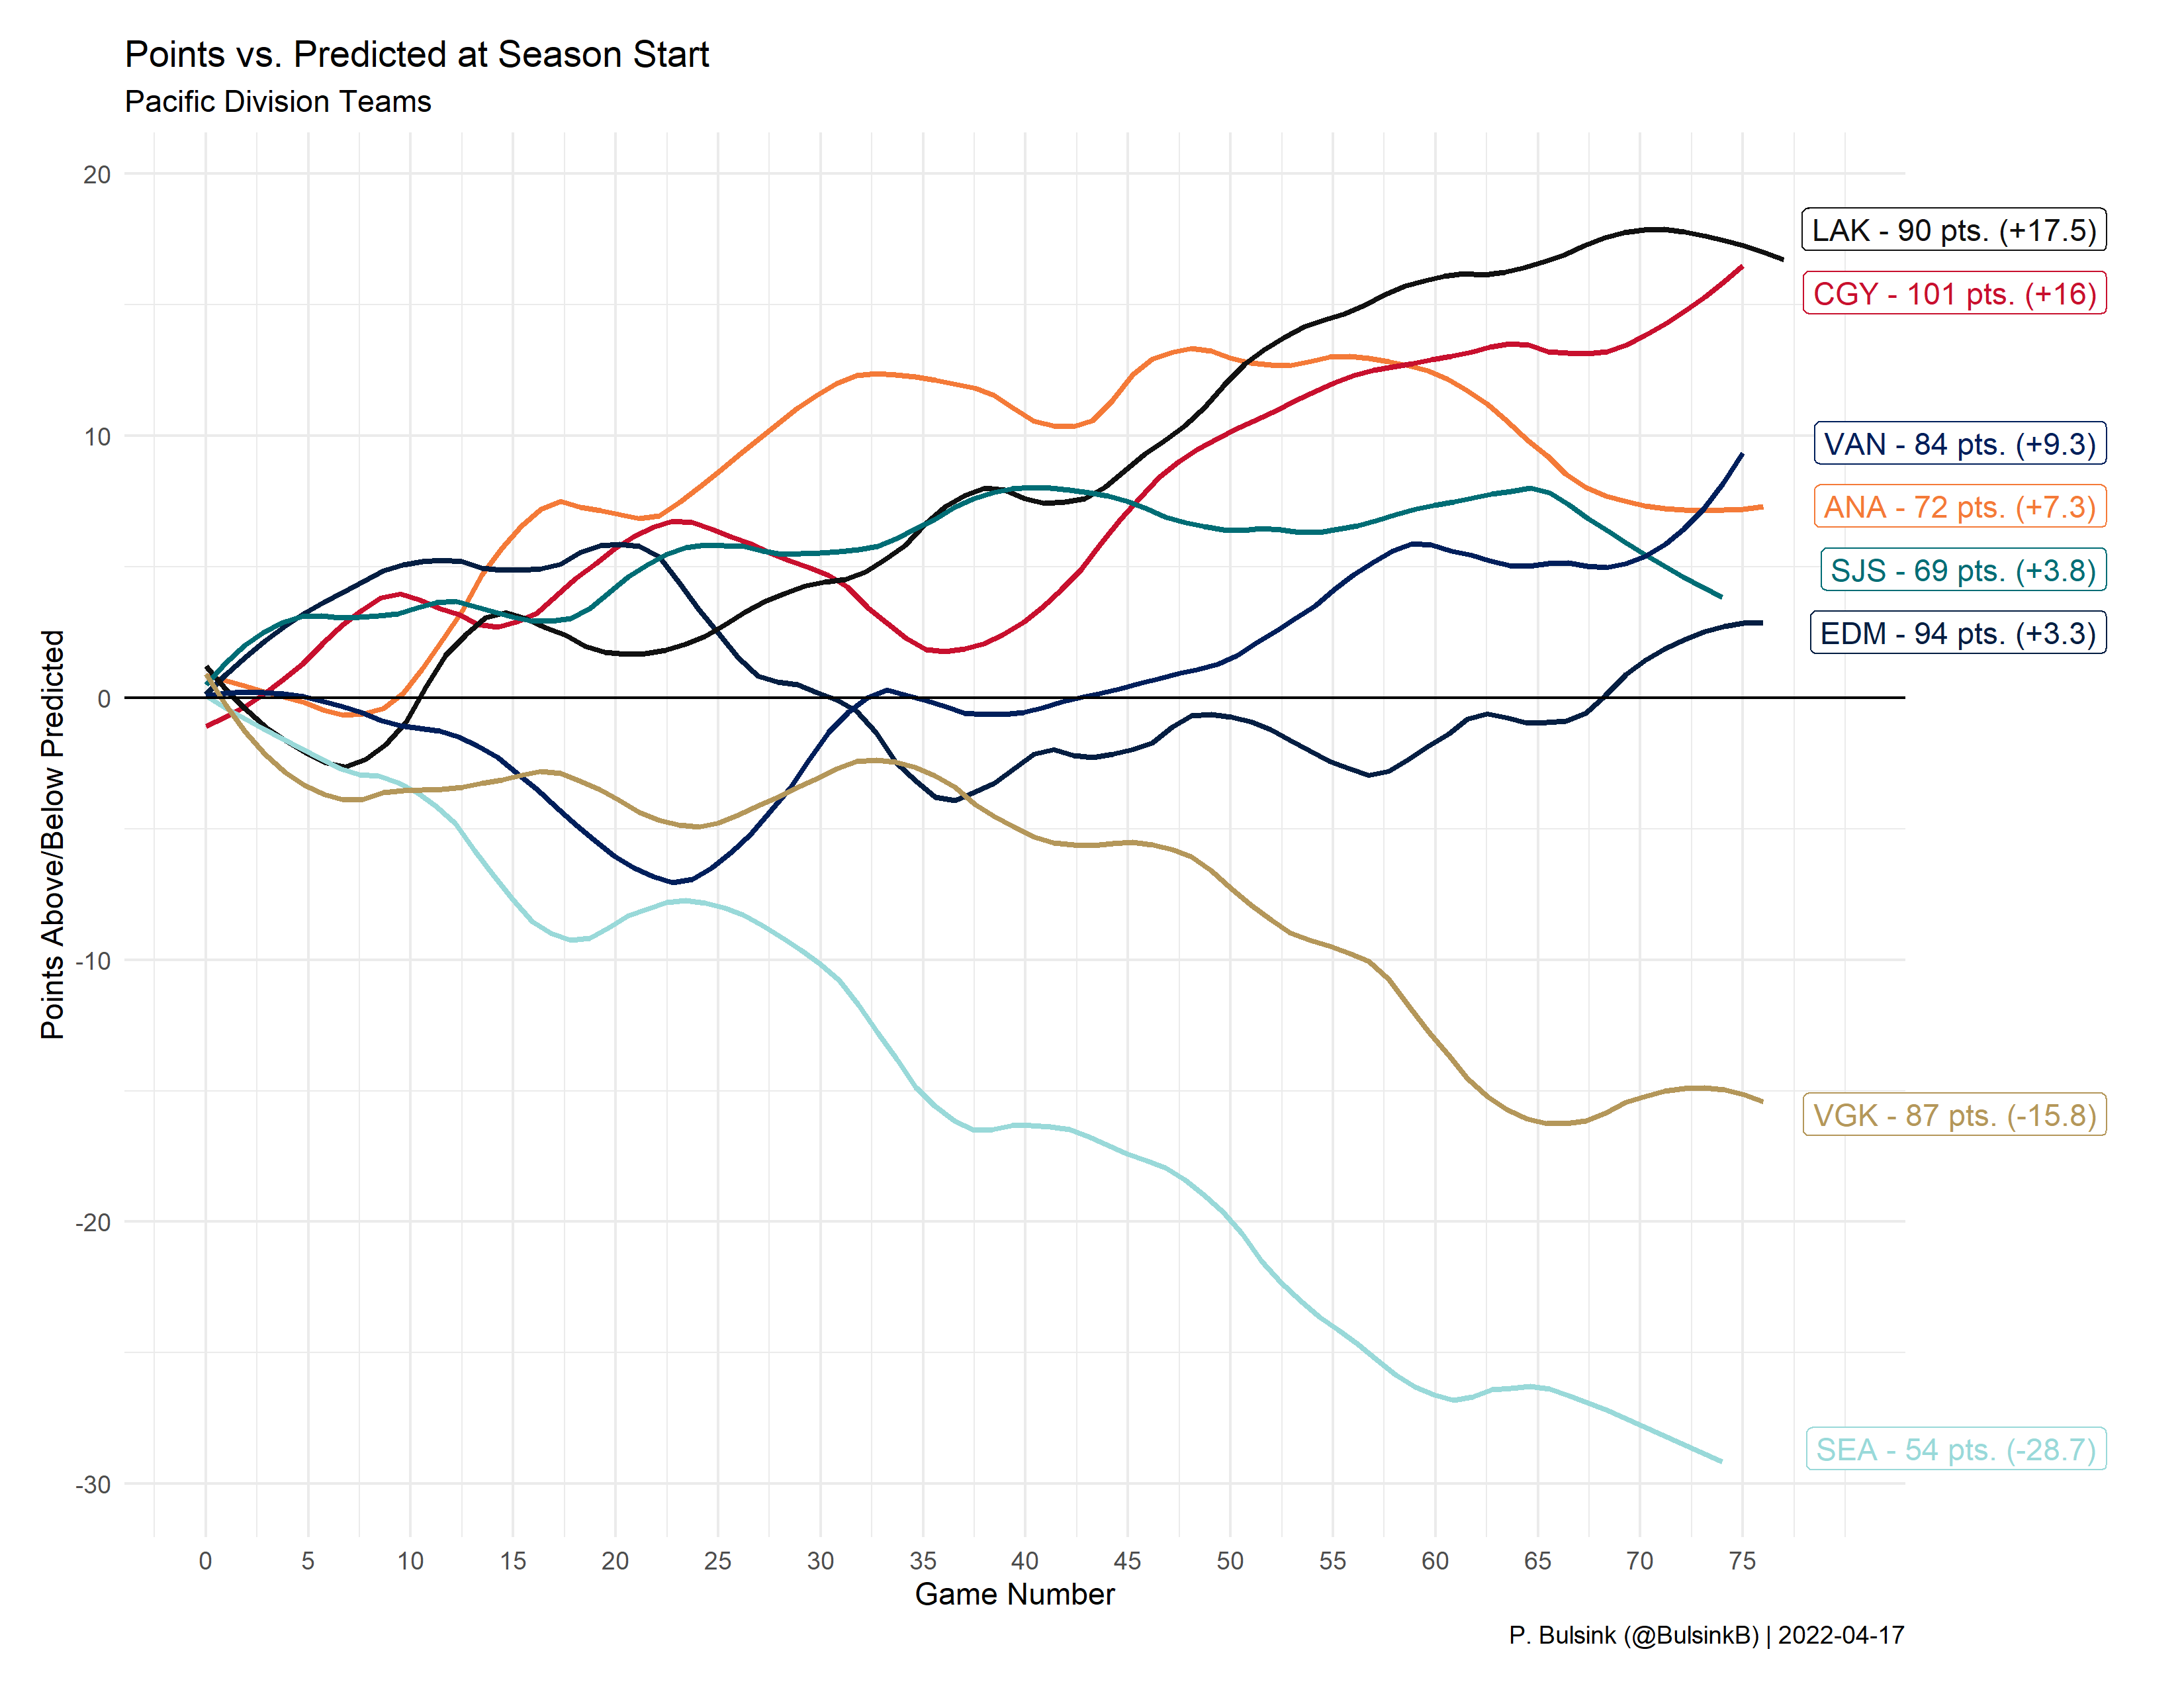 Points vs. Predicted at Season Start
Pacific Division Teams
Points Above/Below Predicted
20
10
0
-10
-20
-30
LAK - 90 pts. (+17.5)
CGY - 101 pts. (+16)
VAN - 84 pts. (+9.3)
ANA - 72 pts. (+7.3)
SJS - 69 pts. (+3.8)
EDM - 94 pts. (+3.3)
VGK - 87 pts. (-15.8)
SEA - 54 pts. (-28.7)
0 5 10 15 20 25 30 35 40 45 50 55 60 65 70 75
Game Number
P. Bulsink (@BulsinkB) | 2022-04-17